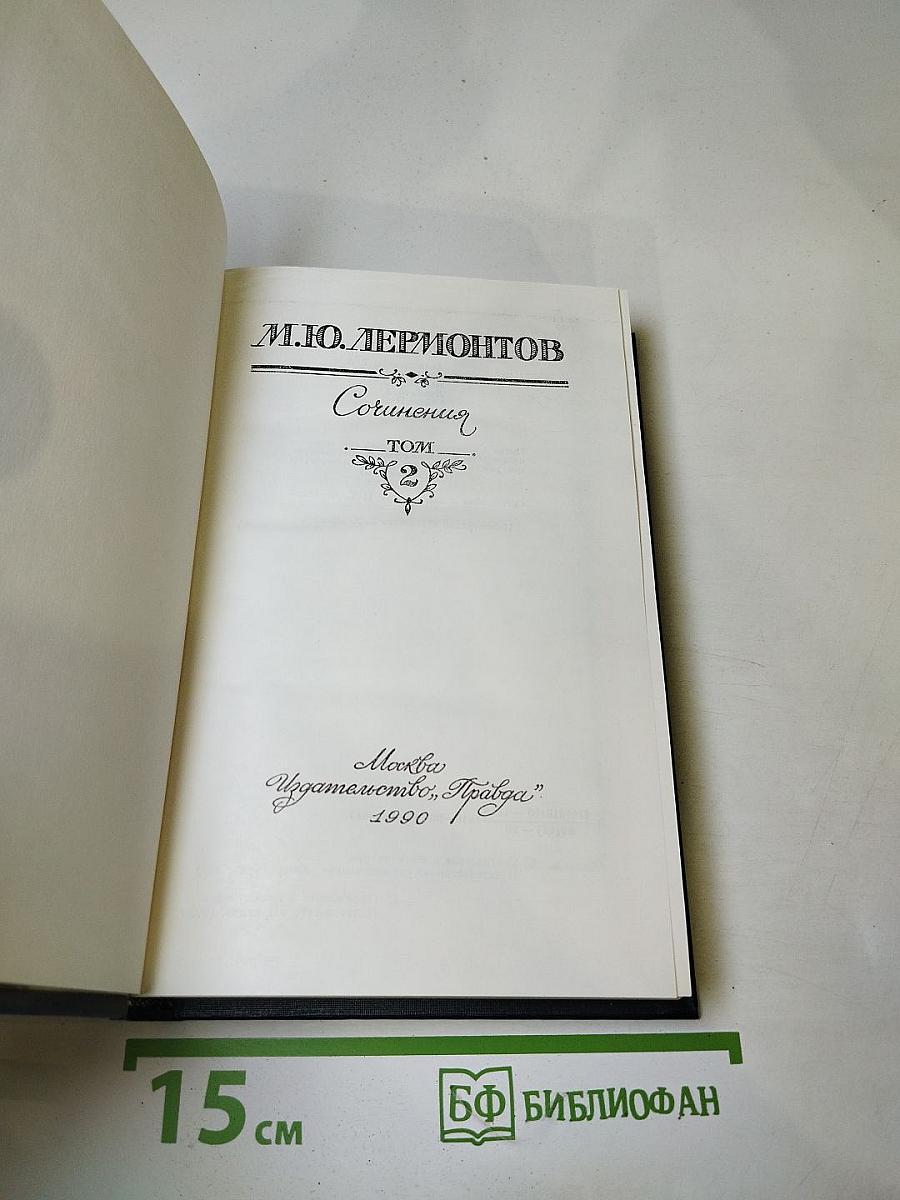 М.Ю. ЛЕРМОНТОВ
Сочинения
ТОМ
2
Москва
Издательство „Правда”
1990
15 см
БФ БИБЛИОФАН